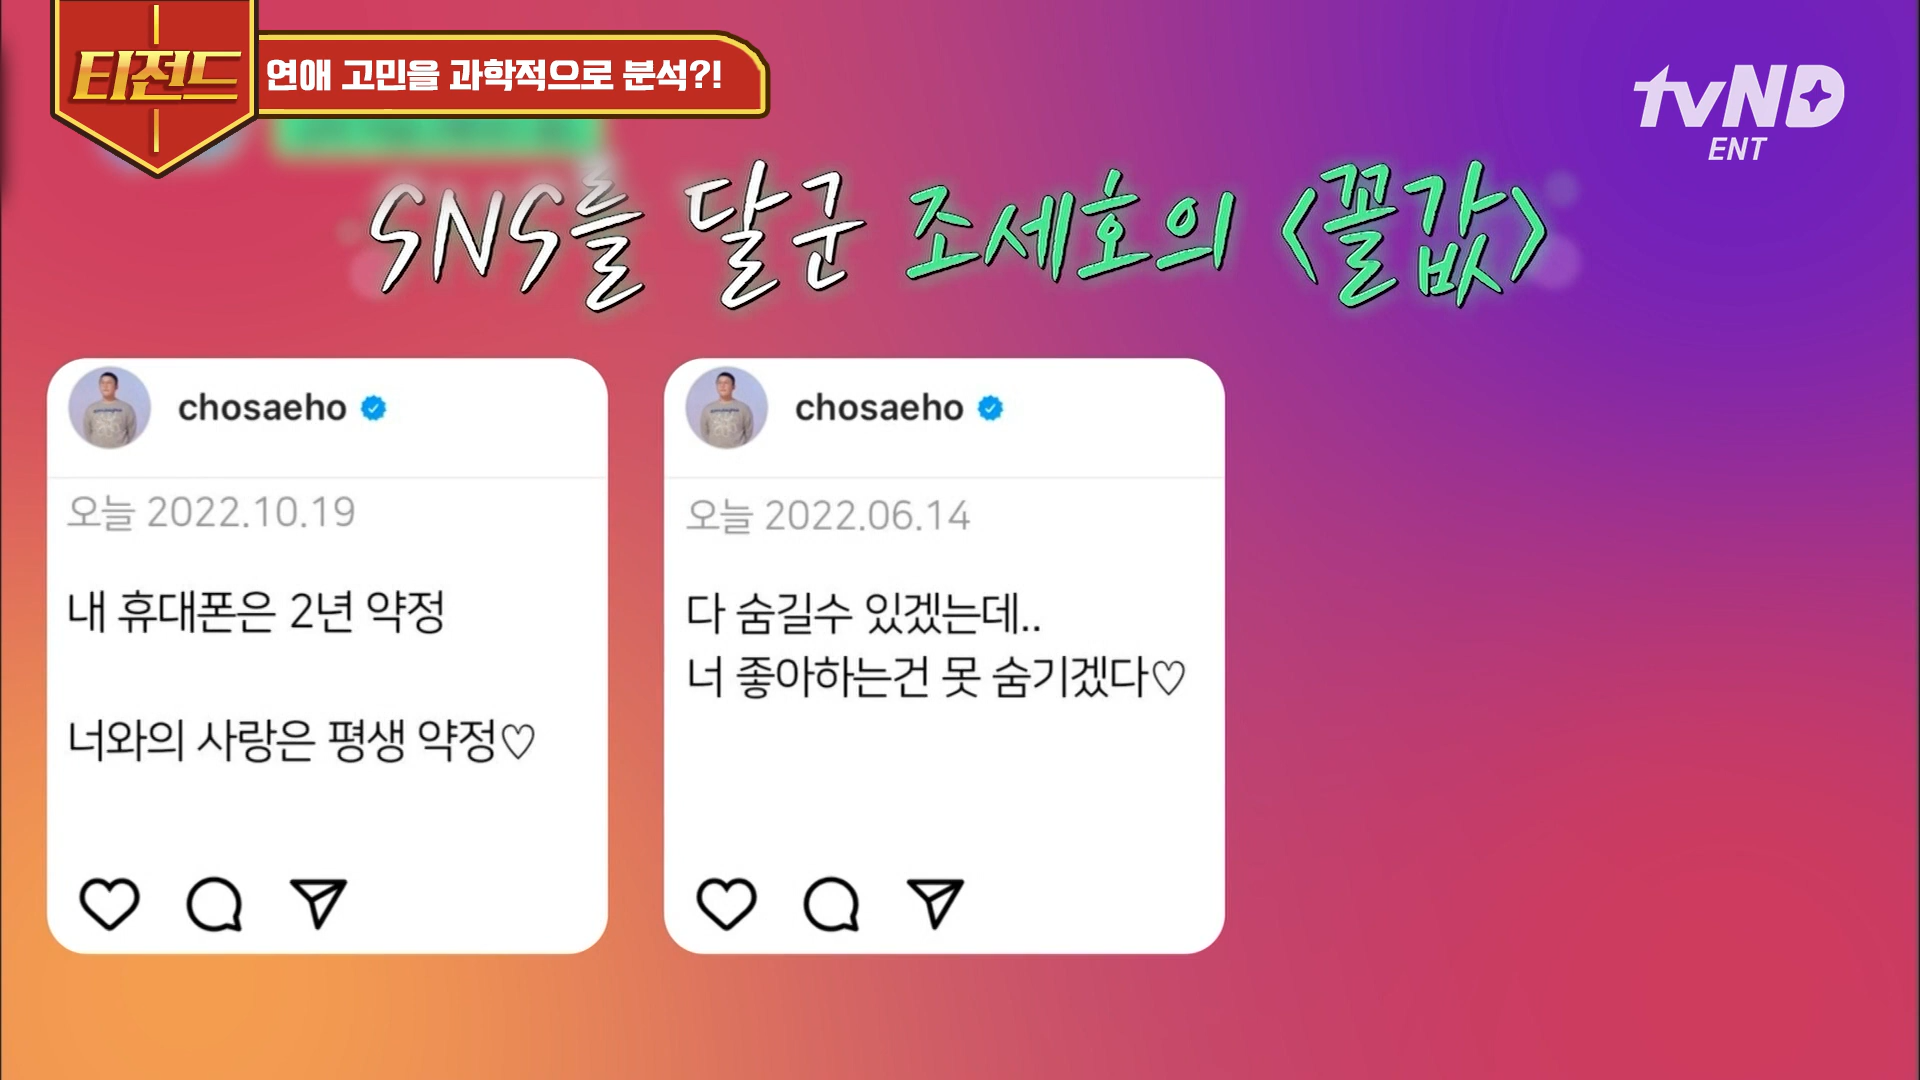 티전드
연애 고민을 과학적으로 분석?!
tvND
ENT
SNS를 달군 조세호의 <꼴값>
chosaeho
오늘 2022.10.19
내 휴대폰은 2년 약정
너와의 사랑은 평생 약정♡
chosaeho
오늘 2022.06.14
다 숨길수 있겠는데..
너 좋아하는건 못 숨기겠다♡